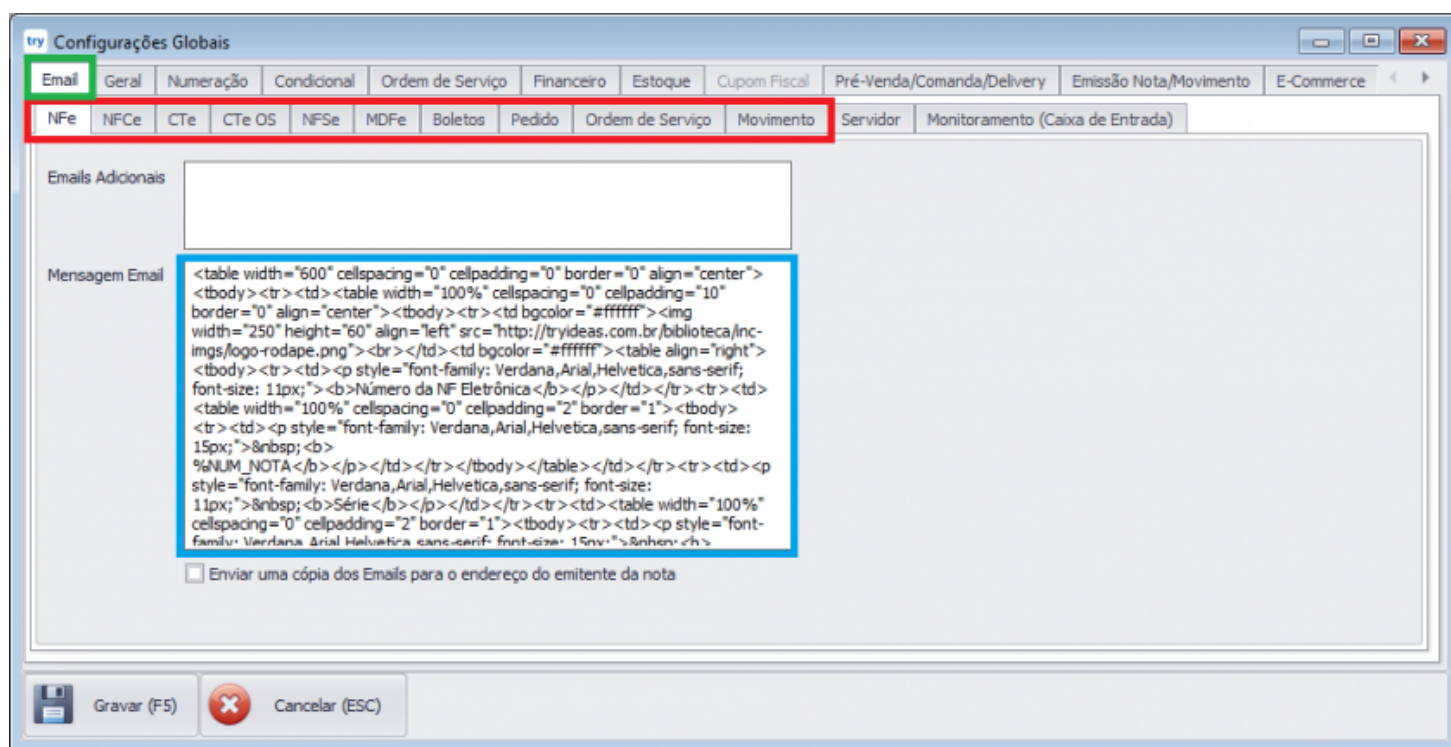 try Configurações Globais
Email Geral Numeração Condicional Ordem de Serviço Financeiro Estoque Cupom Fiscal Pré-Venda/Comanda/Delivery Emissão Nota/Movimento E-Commerce
NFe NFCe CTe CTe OS NFSe MDFe Boletos Pedido Ordem de Serviço Movimento Servidor Monitoramento (Caixa de Entrada)
Emails Adicionais
Mensagem Email
<table width="600" cellspacing="0" cellpadding="0" border="0" align="center">
<tbody><tr><td><table width="100%" cellspacing="0" cellpadding="10"
border="0" align="center"><tbody><tr><td bgcolor="#ffffff"><img
width="250" height="60" align="left" src="http://tryideas.com.br/biblioteca/inc-
imgs/logo-rodape.png"><br></td><td bgcolor="#ffffff"><table align="right">
<tbody><tr><td><p style="font-family: Verdana,Arial,Helvetica,sans-serif;
font-size: 11px;"><b>Número da NF Eletrônica</b></p></td></tr><tr><td>
<table width="100%" cellspacing="0" cellpadding="2" border="1"><tbody>
<tr><td><p style="font-family: Verdana,Arial,Helvetica,sans-serif; font-size:
15px;">&nbsp;<b>
%NUM_NOTA</b></p></td></tr></tbody></table></td></tr><tr><td><p
style="font-family: Verdana,Arial,Helvetica,sans-serif; font-size:
11px;">&nbsp;<b>Série</b></p></td></tr><tr><td><table width="100%"
cellspacing="0" cellpadding="2" border="1"><tbody><tr><td><p style="font-
family: Verdana,Arial,Helvetica,sans-serif; font-size: 15px;">&nbsp;<b>
Enviar uma cópia dos Emails para o endereço do emitente da nota
Gravar (F5) Cancelar (ESC)